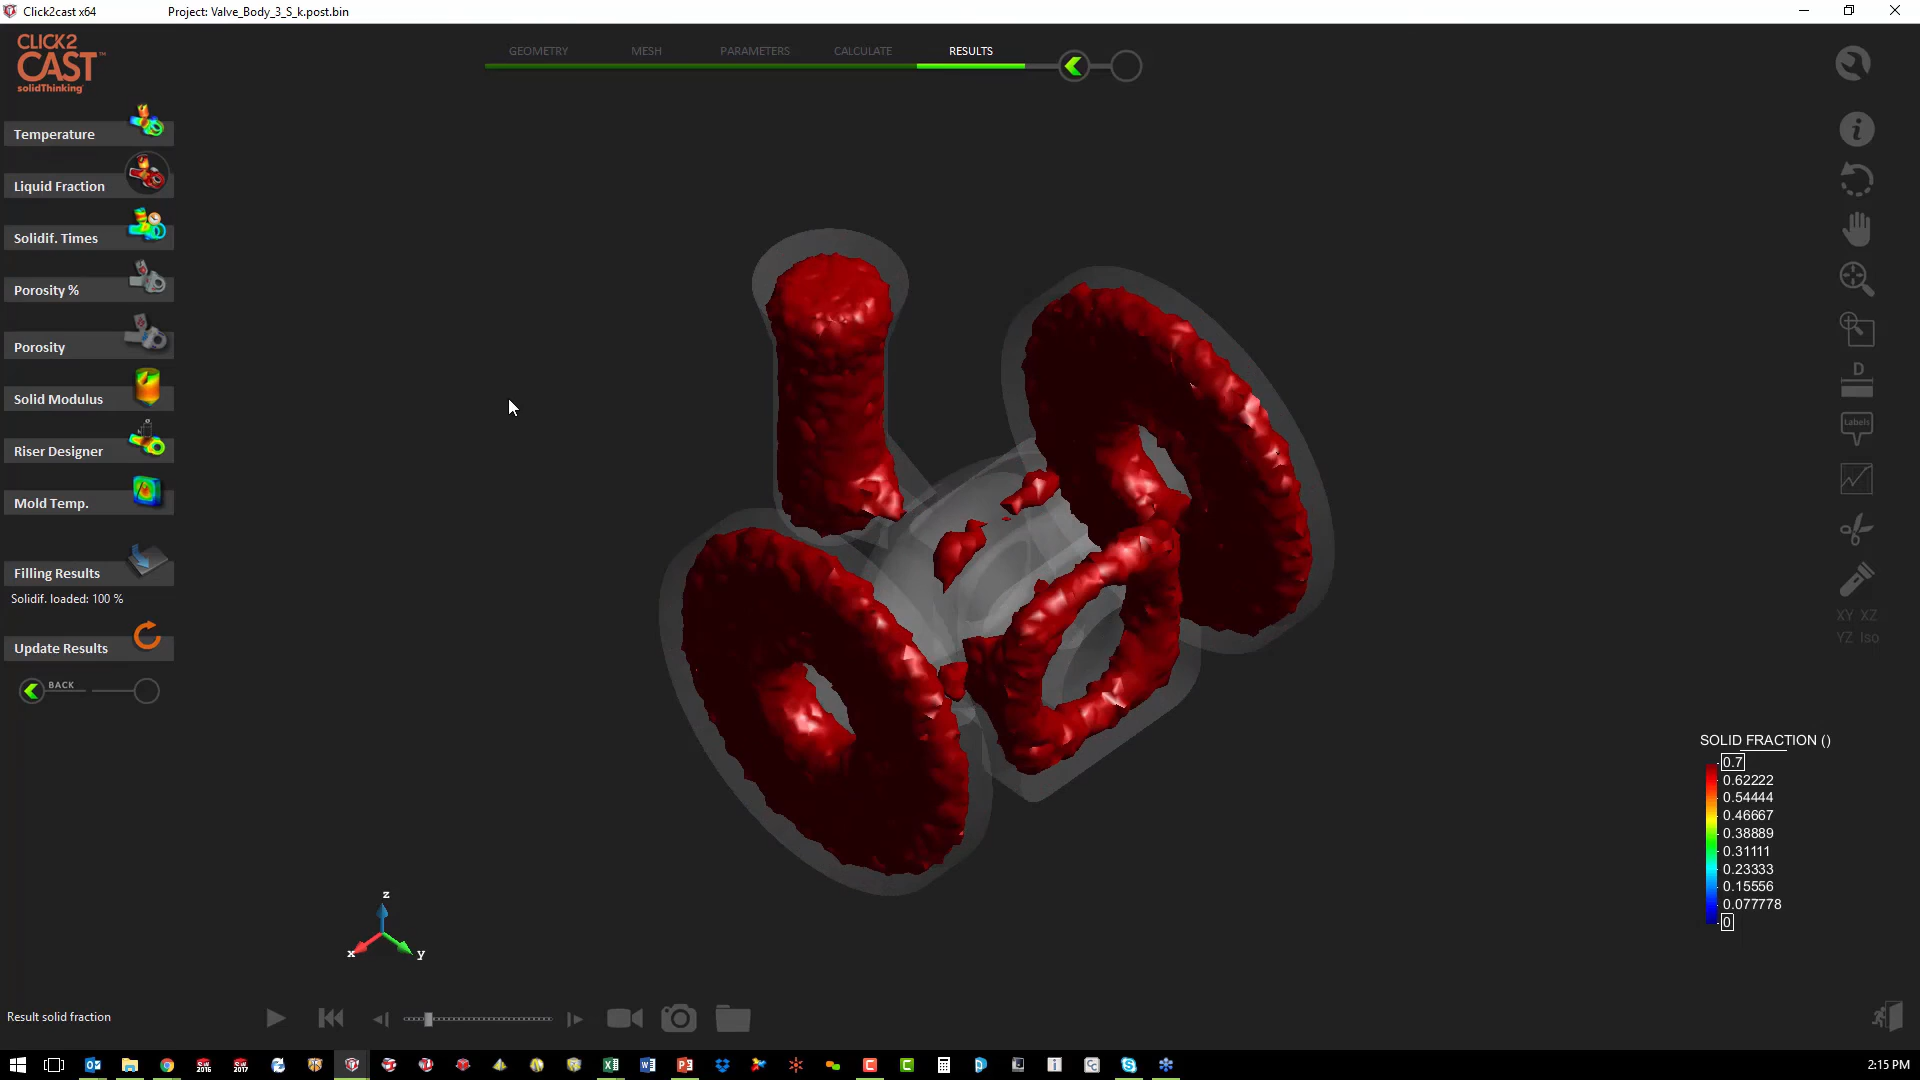 Click2cast x64
Project: Valve_Body_3_S_k.post.bin
CLICK2
CAST™
solidThinking
GEOMETRY
MESH
PARAMETERS
CALCULATE
RESULTS
Temperature
Liquid Fraction
Solidif. Times
Porosity %
Porosity
Solid Modulus
Riser Designer
Mold Temp.
Filling Results
Solidif. loaded: 100 %
Update Results
BACK
D
Labels
XY XZ
YZ Iso
SOLID FRACTION ()
0.7
0.62222
0.54444
0.46667
0.38889
0.31111
0.23333
0.15556
0.077778
0
z
x
y
Result solid fraction
2:15 PM